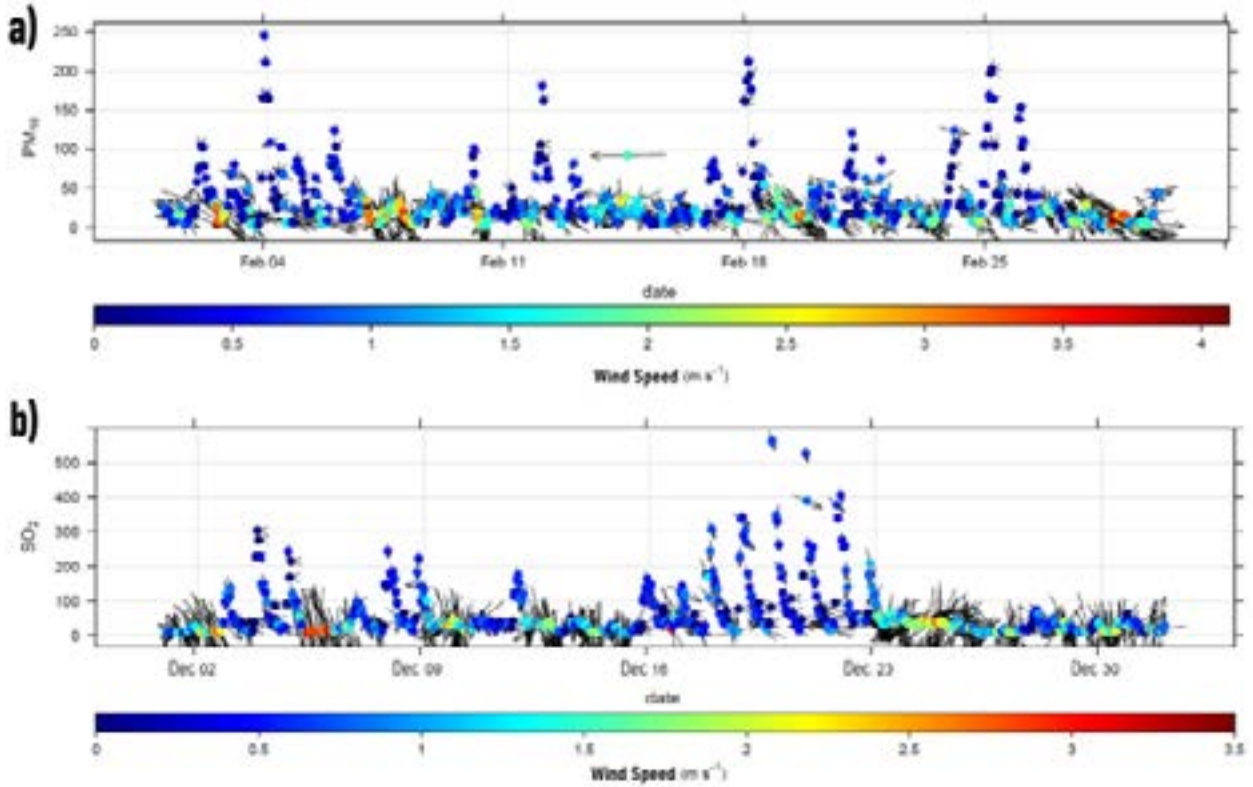 a)
250
200
150
100
50
0
PM₁₀
Feb 04 Feb 11 Feb 18 Feb 25
date
0 0.5 1 1.5 2 2.5 3 3.5 4
Wind Speed (m s⁻¹)
b)
500
400
300
200
100
0
SO₂
Dec 02 Dec 09 Dec 16 Dec 23 Dec 30
date
0 0.5 1 1.5 2 2.5 3 3.5
Wind Speed (m s⁻¹)